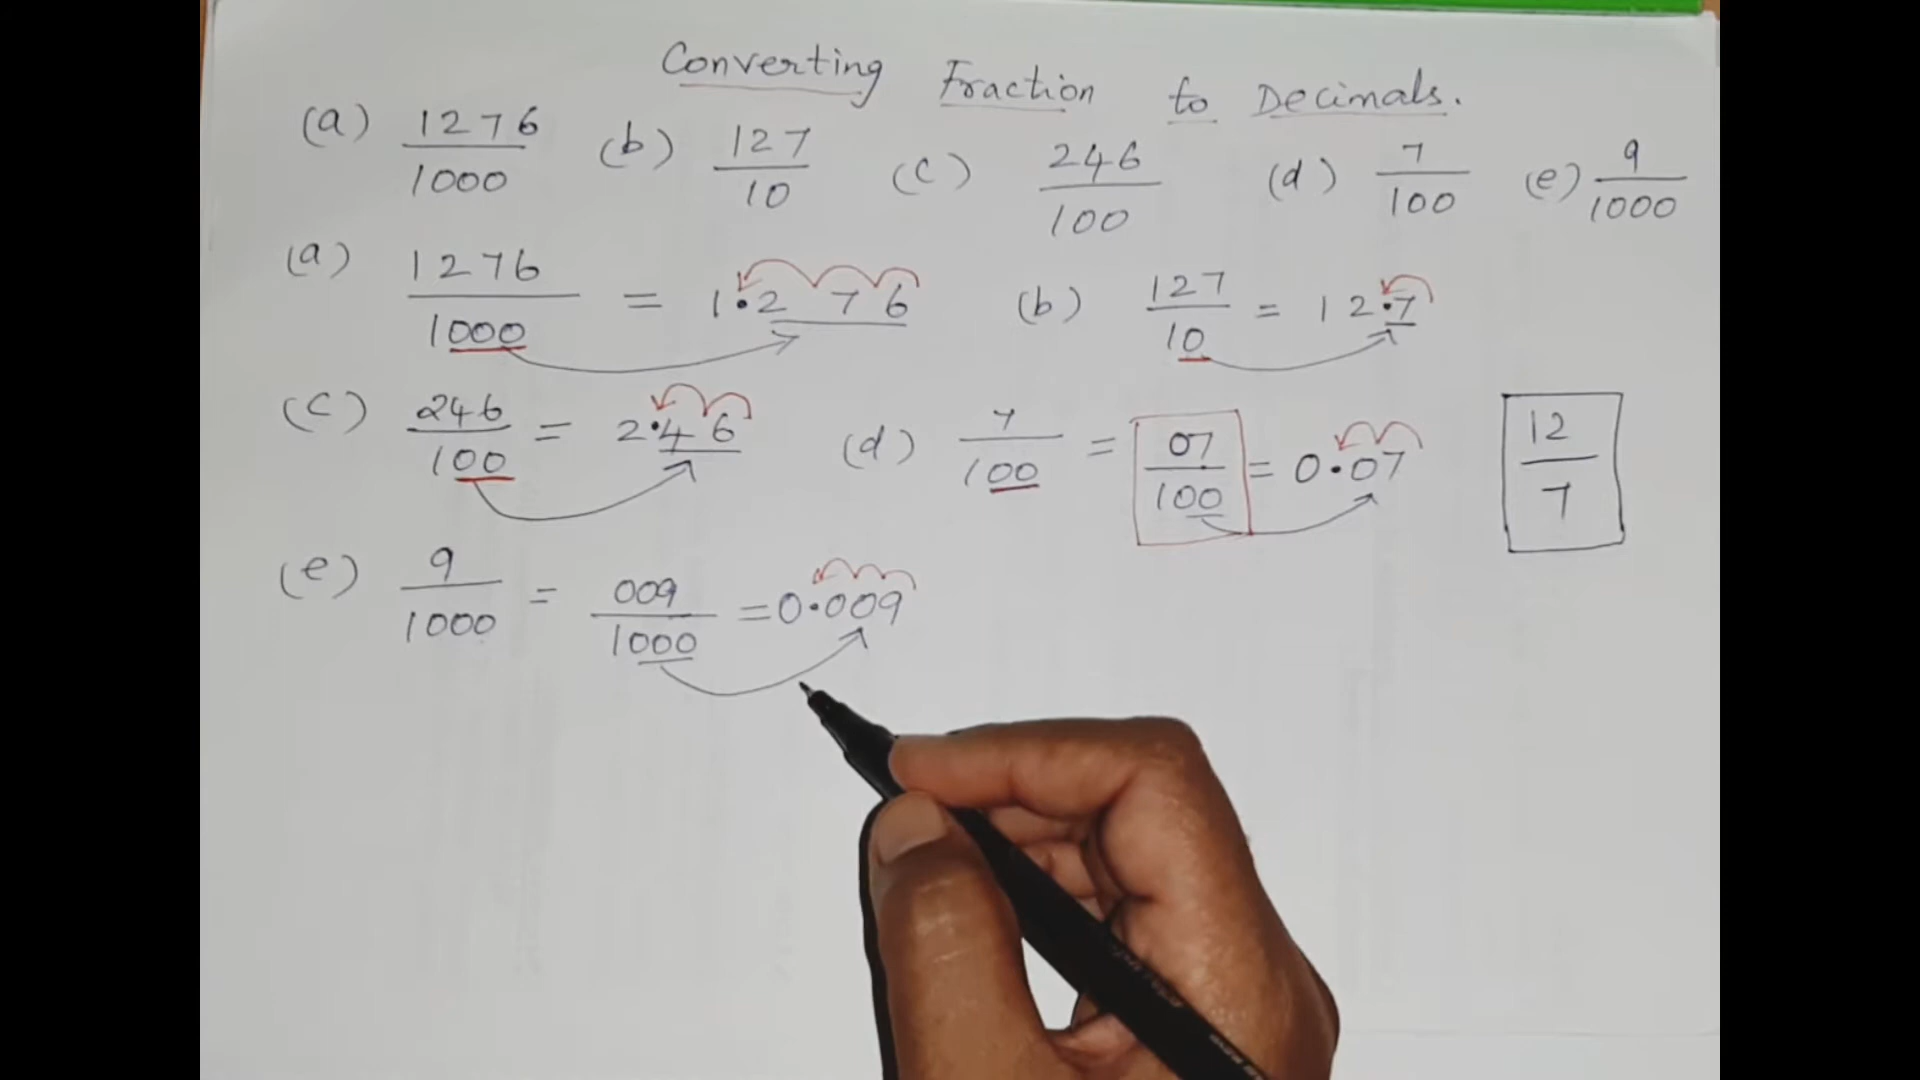 Converting Fraction to Decimals.
(a) 1276/1000 (b) 127/10 (c) 246/100 (d) 7/100 (e) 9/1000
(a) 1276/1000 = 1.276 (b) 127/10 = 12.7
(c) 246/100 = 2.46 (d) 7/100 = 07/100 = 0.07 12/7
(e) 9/1000 = 009/1000 = 0.009